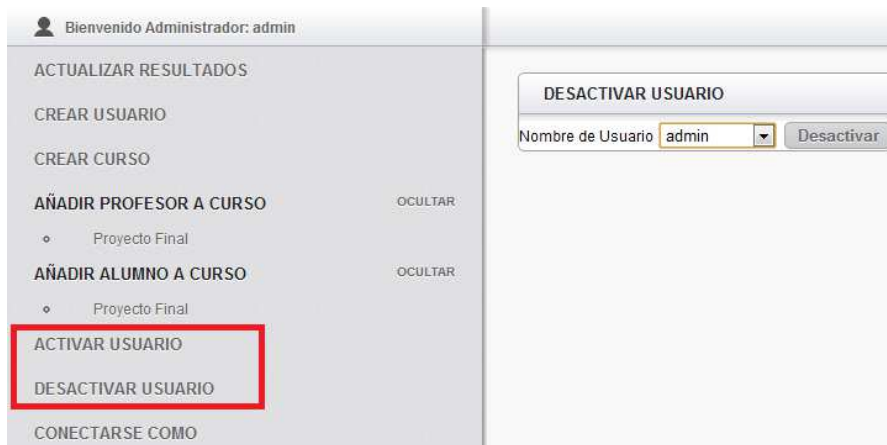 Bienvenido Administrador: admin
ACTUALIZAR RESULTADOS
CREAR USUARIO
CREAR CURSO
AÑADIR PROFESOR A CURSO OCULTAR
Proyecto Final
AÑADIR ALUMNO A CURSO OCULTAR
Proyecto Final
ACTIVAR USUARIO
DESACTIVAR USUARIO
CONECTARSE COMO
DESACTIVAR USUARIO
Nombre de Usuario admin Desactivar